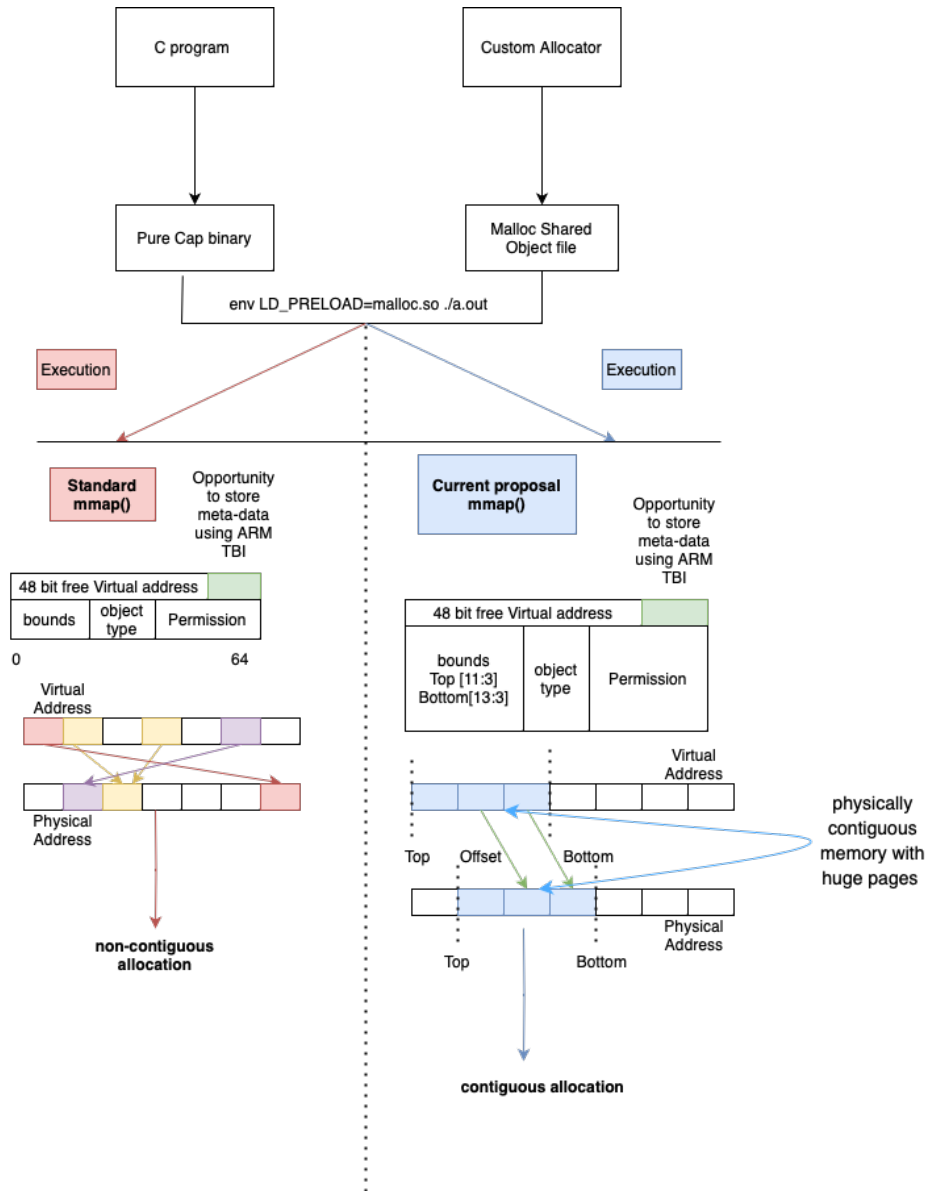 C program
Custom Allocator
Pure Cap binary
Malloc Shared
Object file
env LD_PRELOAD=malloc.so ./a.out
Execution
Execution
Standard
mmap()
Opportunity
to store
meta-data
using ARM
TBI
48 bit free Virtual address
bounds
object
type
Permission
0
64
Virtual
Address
Physical
Address
non-contiguous
allocation
Current proposal
mmap()
Opportunity
to store
meta-data
using ARM
TBI
48 bit free Virtual address
bounds
Top [11:3]
Bottom[13:3]
object
type
Permission
Virtual
Address
Top
Offset
Bottom
physically
contiguous
memory with
huge pages
Physical
Address
Top
Bottom
contiguous allocation